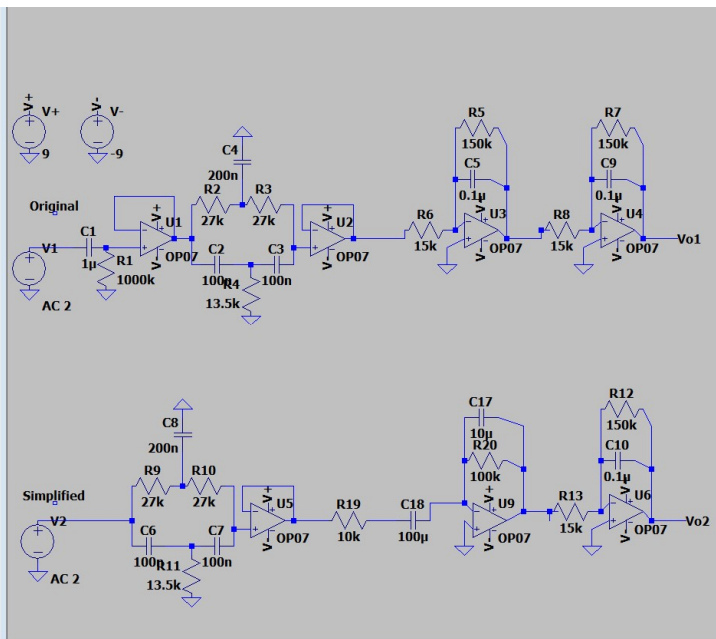 V+
V+
9
V-
V-
-9
Original
V1
AC 2
C1
1µ
R1
1000k
U1
V+
V-
OP07
C4
200n
R2
27k
R3
27k
C2
100n
C3
100n
R4
13.5k
U2
V+
V-
OP07
R6
15k
R5
150k
C5
0.1µ
U3
V+
V-
OP07
R8
15k
R7
150k
C9
0.1µ
U4
V+
V-
OP07
Vo1
Simplified
V2
AC 2
C8
200n
R9
27k
R10
27k
C6
100n
C7
100n
R11
13.5k
U5
V+
V-
OP07
R19
10k
C18
100µ
C17
10µ
R20
100k
U9
V+
V-
OP07
R13
15k
R12
150k
C10
0.1µ
U6
V+
V-
OP07
Vo2